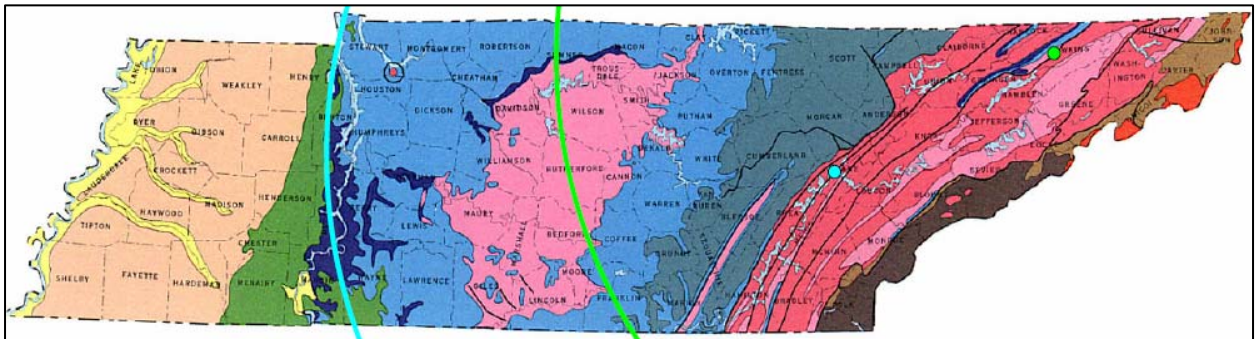 LAKE
OBION
WEAKLEY
HENRY
STEWART
MONTGOMERY
ROBERTSON
SUMNER
MACON
CLAY
PICKETT
SCOTT
CAMPBELL
CLAIBORNE
HANCOCK
SULLIVAN
JOHNSON
DYER
GIBSON
CARROLL
BENTON
HOUSTON
CHEATHAM
DICKSON
DAVIDSON
WILSON
TROUSDALE
JACKSON
SMITH
OVERTON
FENTRESS
UNION
GRAINGER
HAWKINS
WASHINGTON
CARTER
GREENE
HAMBLEN
JEFFERSON
LAUDERDALE
CROCKETT
HUMPHREYS
PUTNAM
MORGAN
ANDERSON
KNOX
COCKE
SEVIER
HAYWOOD
MADISON
HENDERSON
WILLIAMSON
RUTHERFORD
CANNON
DEKALB
WHITE
CUMBERLAND
TIPTON
CHESTER
LEWIS
MAURY
BEDFORD
COFFEE
WARREN
VAN BUREN
BLEDSOE
RHEA
MONROE
SHELBY
FAYETTE
HARDEMAN
McNAIRY
WAYNE
LAWRENCE
GILES
MARSHALL
LINCOLN
MOORE
FRANKLIN
GRUNDY
MARION
SEQUATCHIE
HAMILTON
BRADLEY
McMINN
POLK